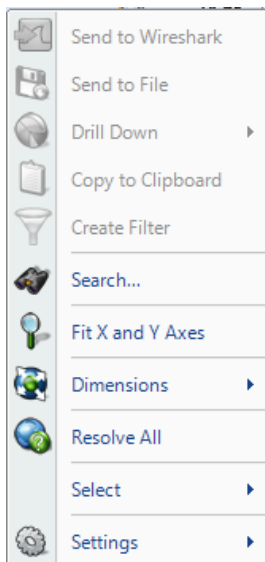 Send to Wireshark
Send to File
Drill Down
Copy to Clipboard
Create Filter
Search...
Fit X and Y Axes
Dimensions
Resolve All
Select
Settings